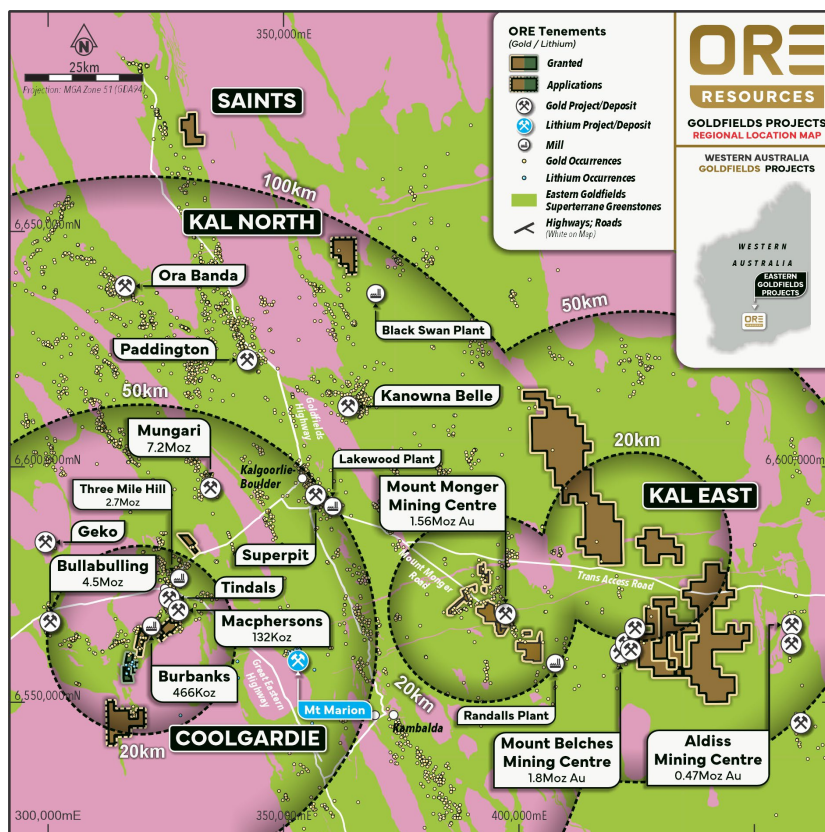 350,000mE
N
25km
Projection: MGA Zone 51 (GDA94)
ORE Tenements
(Gold / Lithium)
Granted
Applications
Gold Project/Deposit
Lithium Project/Deposit
Mill
Gold Occurrences
Lithium Occurrences
Eastern Goldfields
Superterrane Greenstones
Highways; Roads
(White on Map)
ORE
RESOURCES
GOLDFIELDS PROJECTS
REGIONAL LOCATION MAP
WESTERN AUSTRALIA
GOLDFIELDS PROJECTS
WESTERN
AUSTRALIA
EASTERN
GOLDFIELDS
PROJECTS
ORE
SAINTS
100km
6,650,000mN
KAL NORTH
Ora Banda
50km
Black Swan Plant
Paddington
50km
Kanowna Belle
Goldfields
Highway
Mungari
7.2Moz
20km
6,600,000mN
6,600,000m
Kalgoorlie-
Boulder
Lakewood Plant
Three Mile Hill
2.7Moz
Mount Monger
Mining Centre
1.56Moz Au
KAL EAST
Geko
Superpit
Bullabulling
4.5Moz
Mount Monger
Road
Trans Access Road
Tindals
Macphersons
132Koz
Great Eastern
Highway
Burbanks
466Koz
6,550,000mN
Mt Marion
20km
Randalls Plant
Kambalda
COOLGARDIE
20km
Mount Belches
Mining Centre
1.8Moz Au
Aldiss
Mining Centre
0.47Moz Au
300,000mE
350,000mE
400,000mE